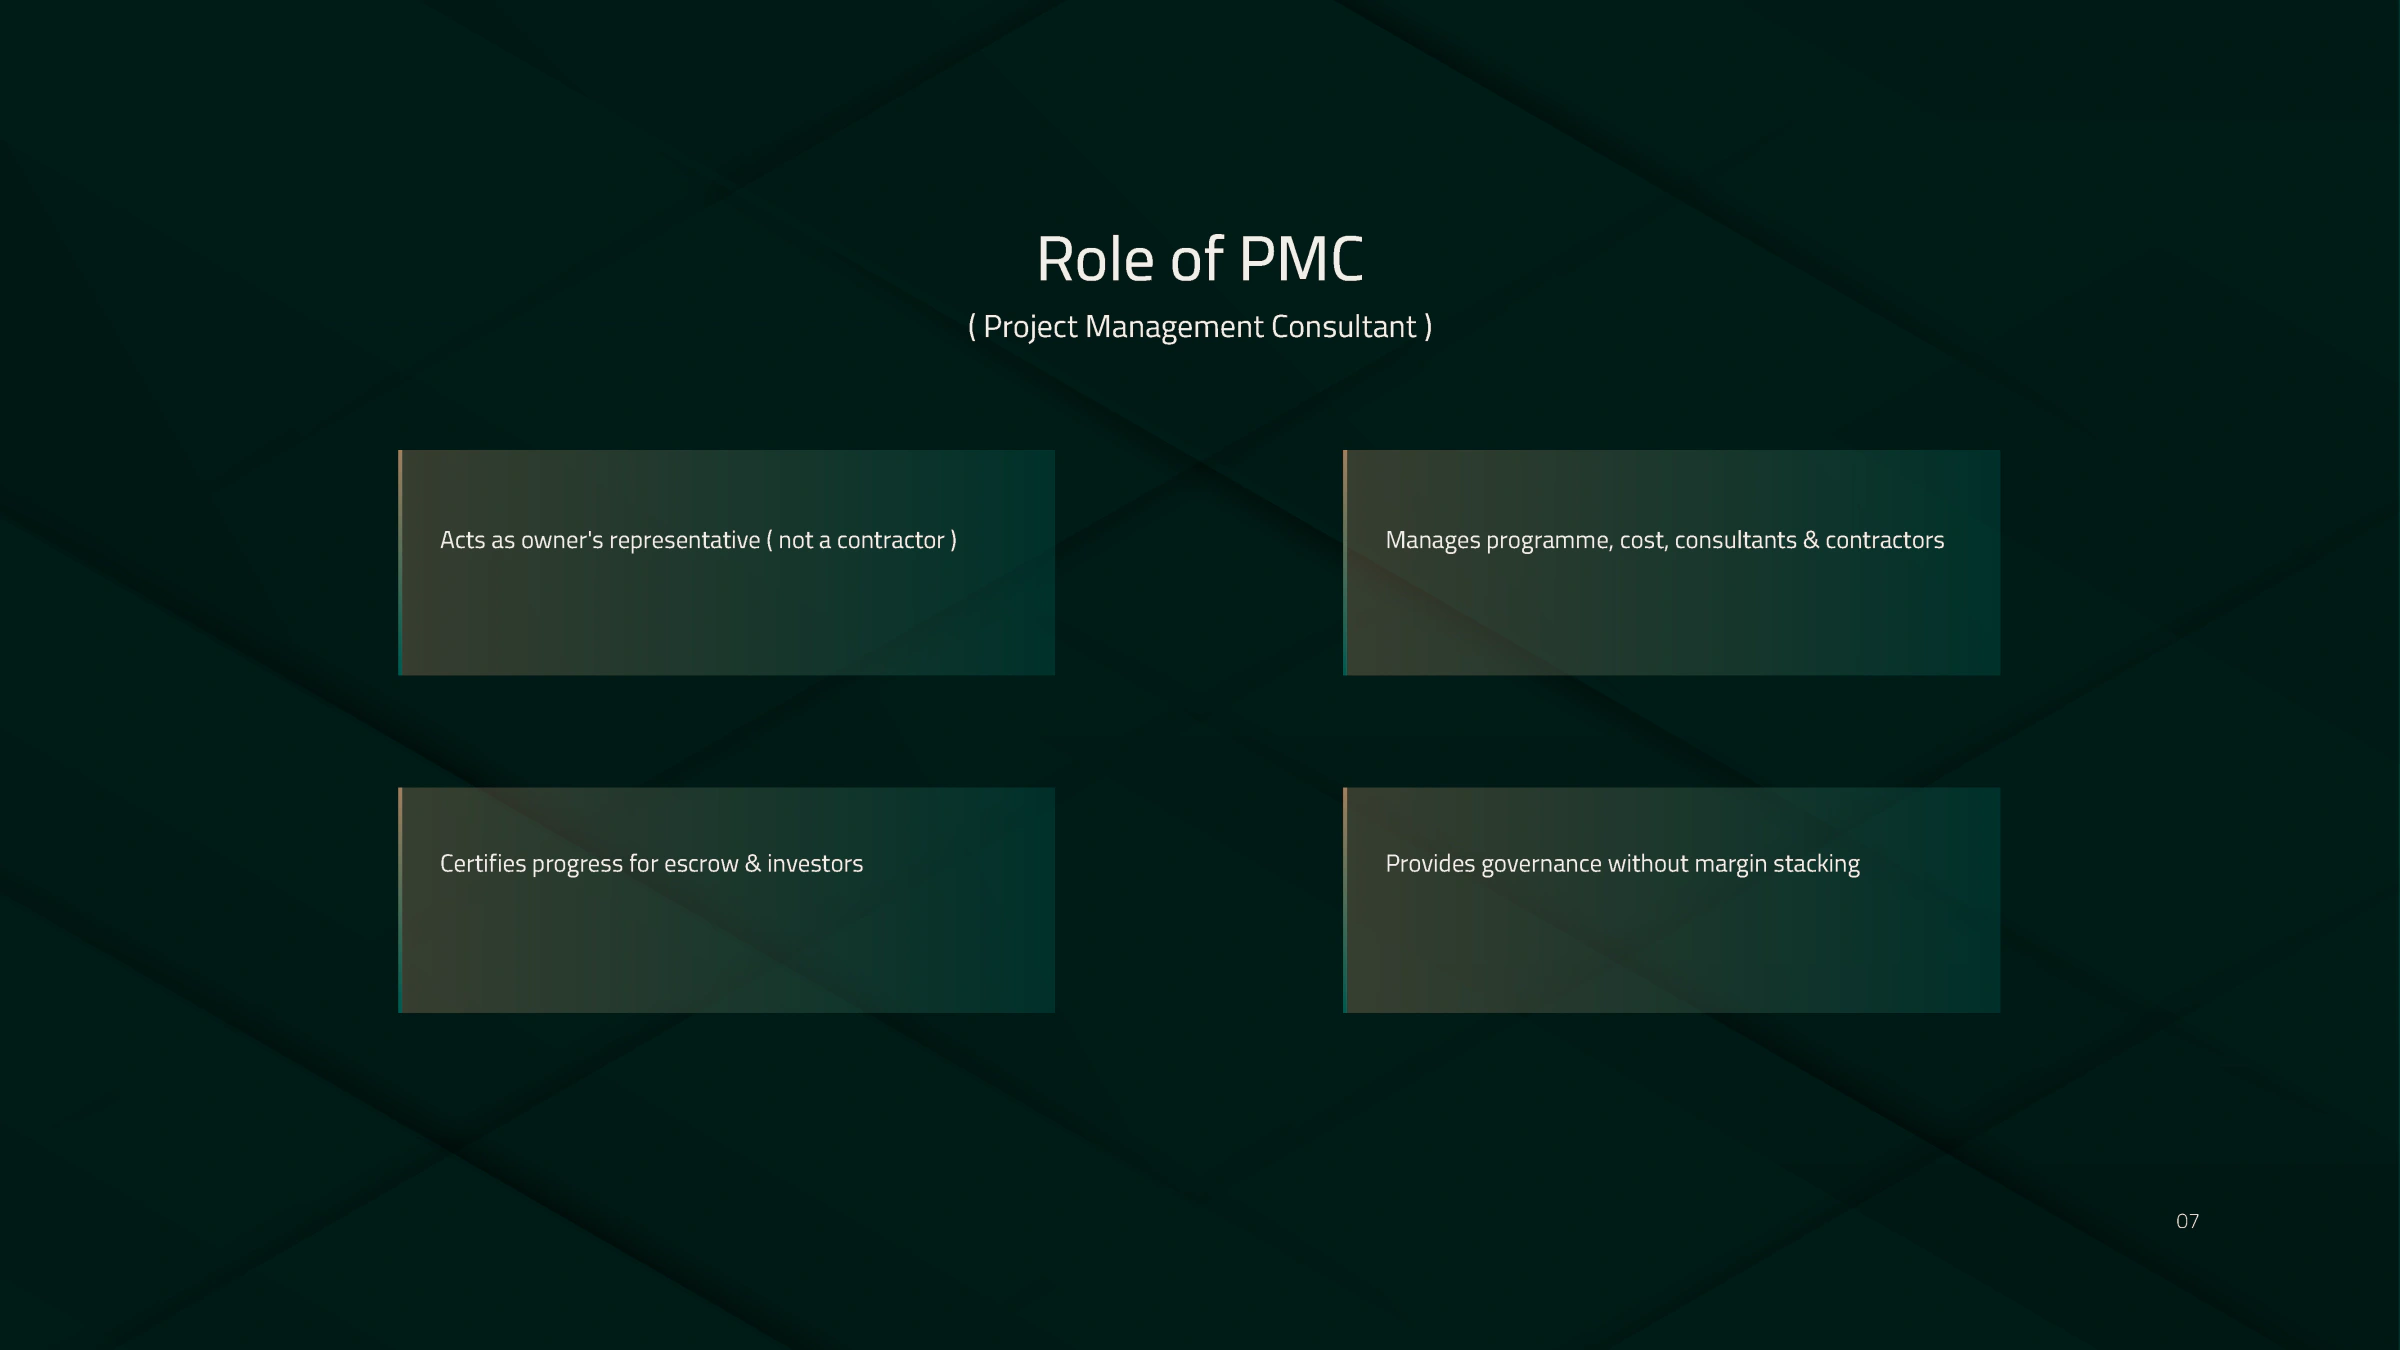 Role of PMC
( Project Management Consultant )
Acts as owner's representative ( not a contractor )
Manages programme, cost, consultants & contractors
Certifies progress for escrow & investors
Provides governance without margin stacking
07